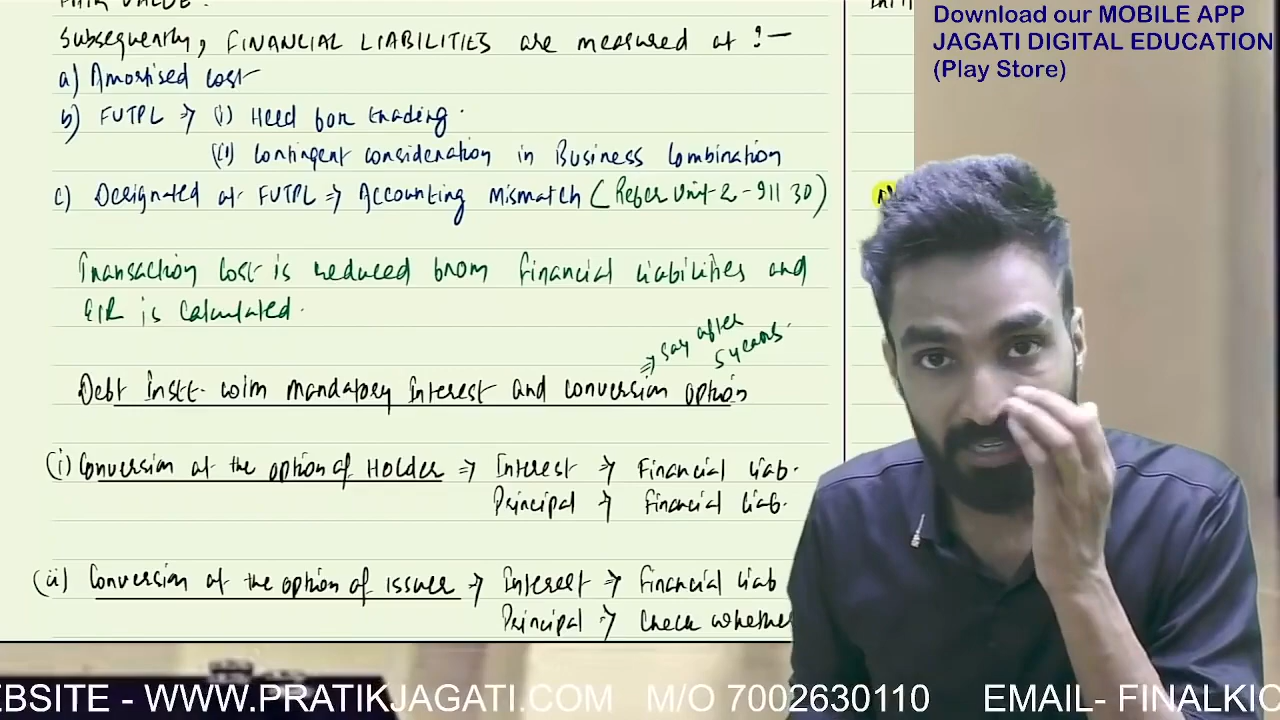 FAIR VALUE.
Download our MOBILE APP
JAGATI DIGITAL EDUCATION
(Play Store)
Subsequently, FINANCIAL LIABILITIES are measured at :-
a) Amortised cost
b) FVTPL ⇒ (i) Held for trading.
(ii) Contingent consideration in Business Combination
c) Designated at FVTPL ⇒ Accounting Mismatch (Refer Unit-2-
Transaction cost is reduced from Financial Liabilities and
EIR is calculated.
⇒ say after
5 years.
Debt Instt. with mandatory Interest and conversion option
(i) Conversion at the option of HOLDER ⇒ Interest ⇒ Financial Liab.
Principal ⇒ Financial Liab.
(ii) Conversion at the option of issuer ⇒ Interest ⇒ Financial Liab
Principal ⇒ Check whether
EBSITE - WWW.PRATIKJAGATI.COM M/O 7002630110 EMAIL- FINALKIC